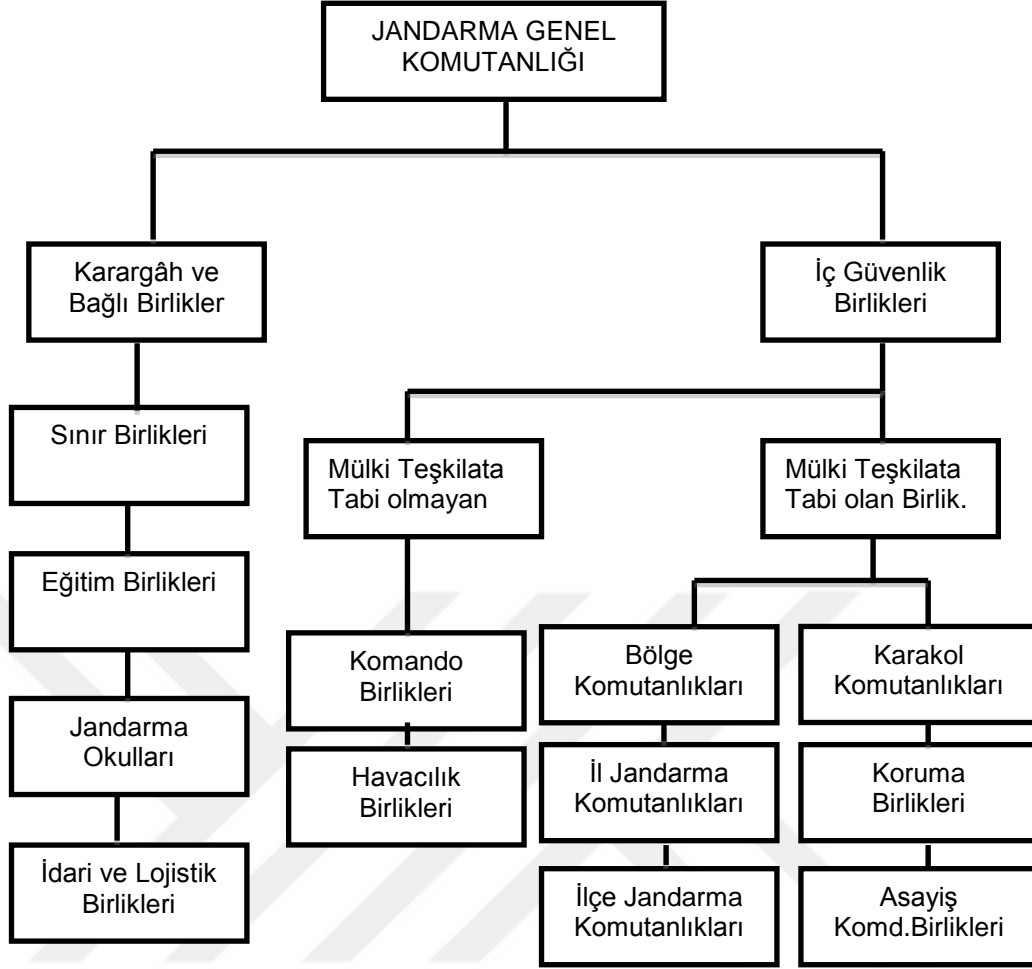 JANDARMA GENEL
KOMUTANLIĞI
Karargâh ve
Bağlı Birlikler
İç Güvenlik
Birlikleri
Sınır Birlikleri
Mülki Teşkilata
Tabi olmayan
Mülki Teşkilata
Tabi olan Birlik.
Eğitim Birlikleri
Komando
Birlikleri
Bölge
Komutanlıkları
Karakol
Komutanlıkları
Jandarma
Okulları
Havacılık
Birlikleri
İl Jandarma
Komutanlıkları
Koruma
Birlikleri
İdari ve Lojistik
Birlikleri
İlçe Jandarma
Komutanlıkları
Asayiş
Komd.Birlikleri